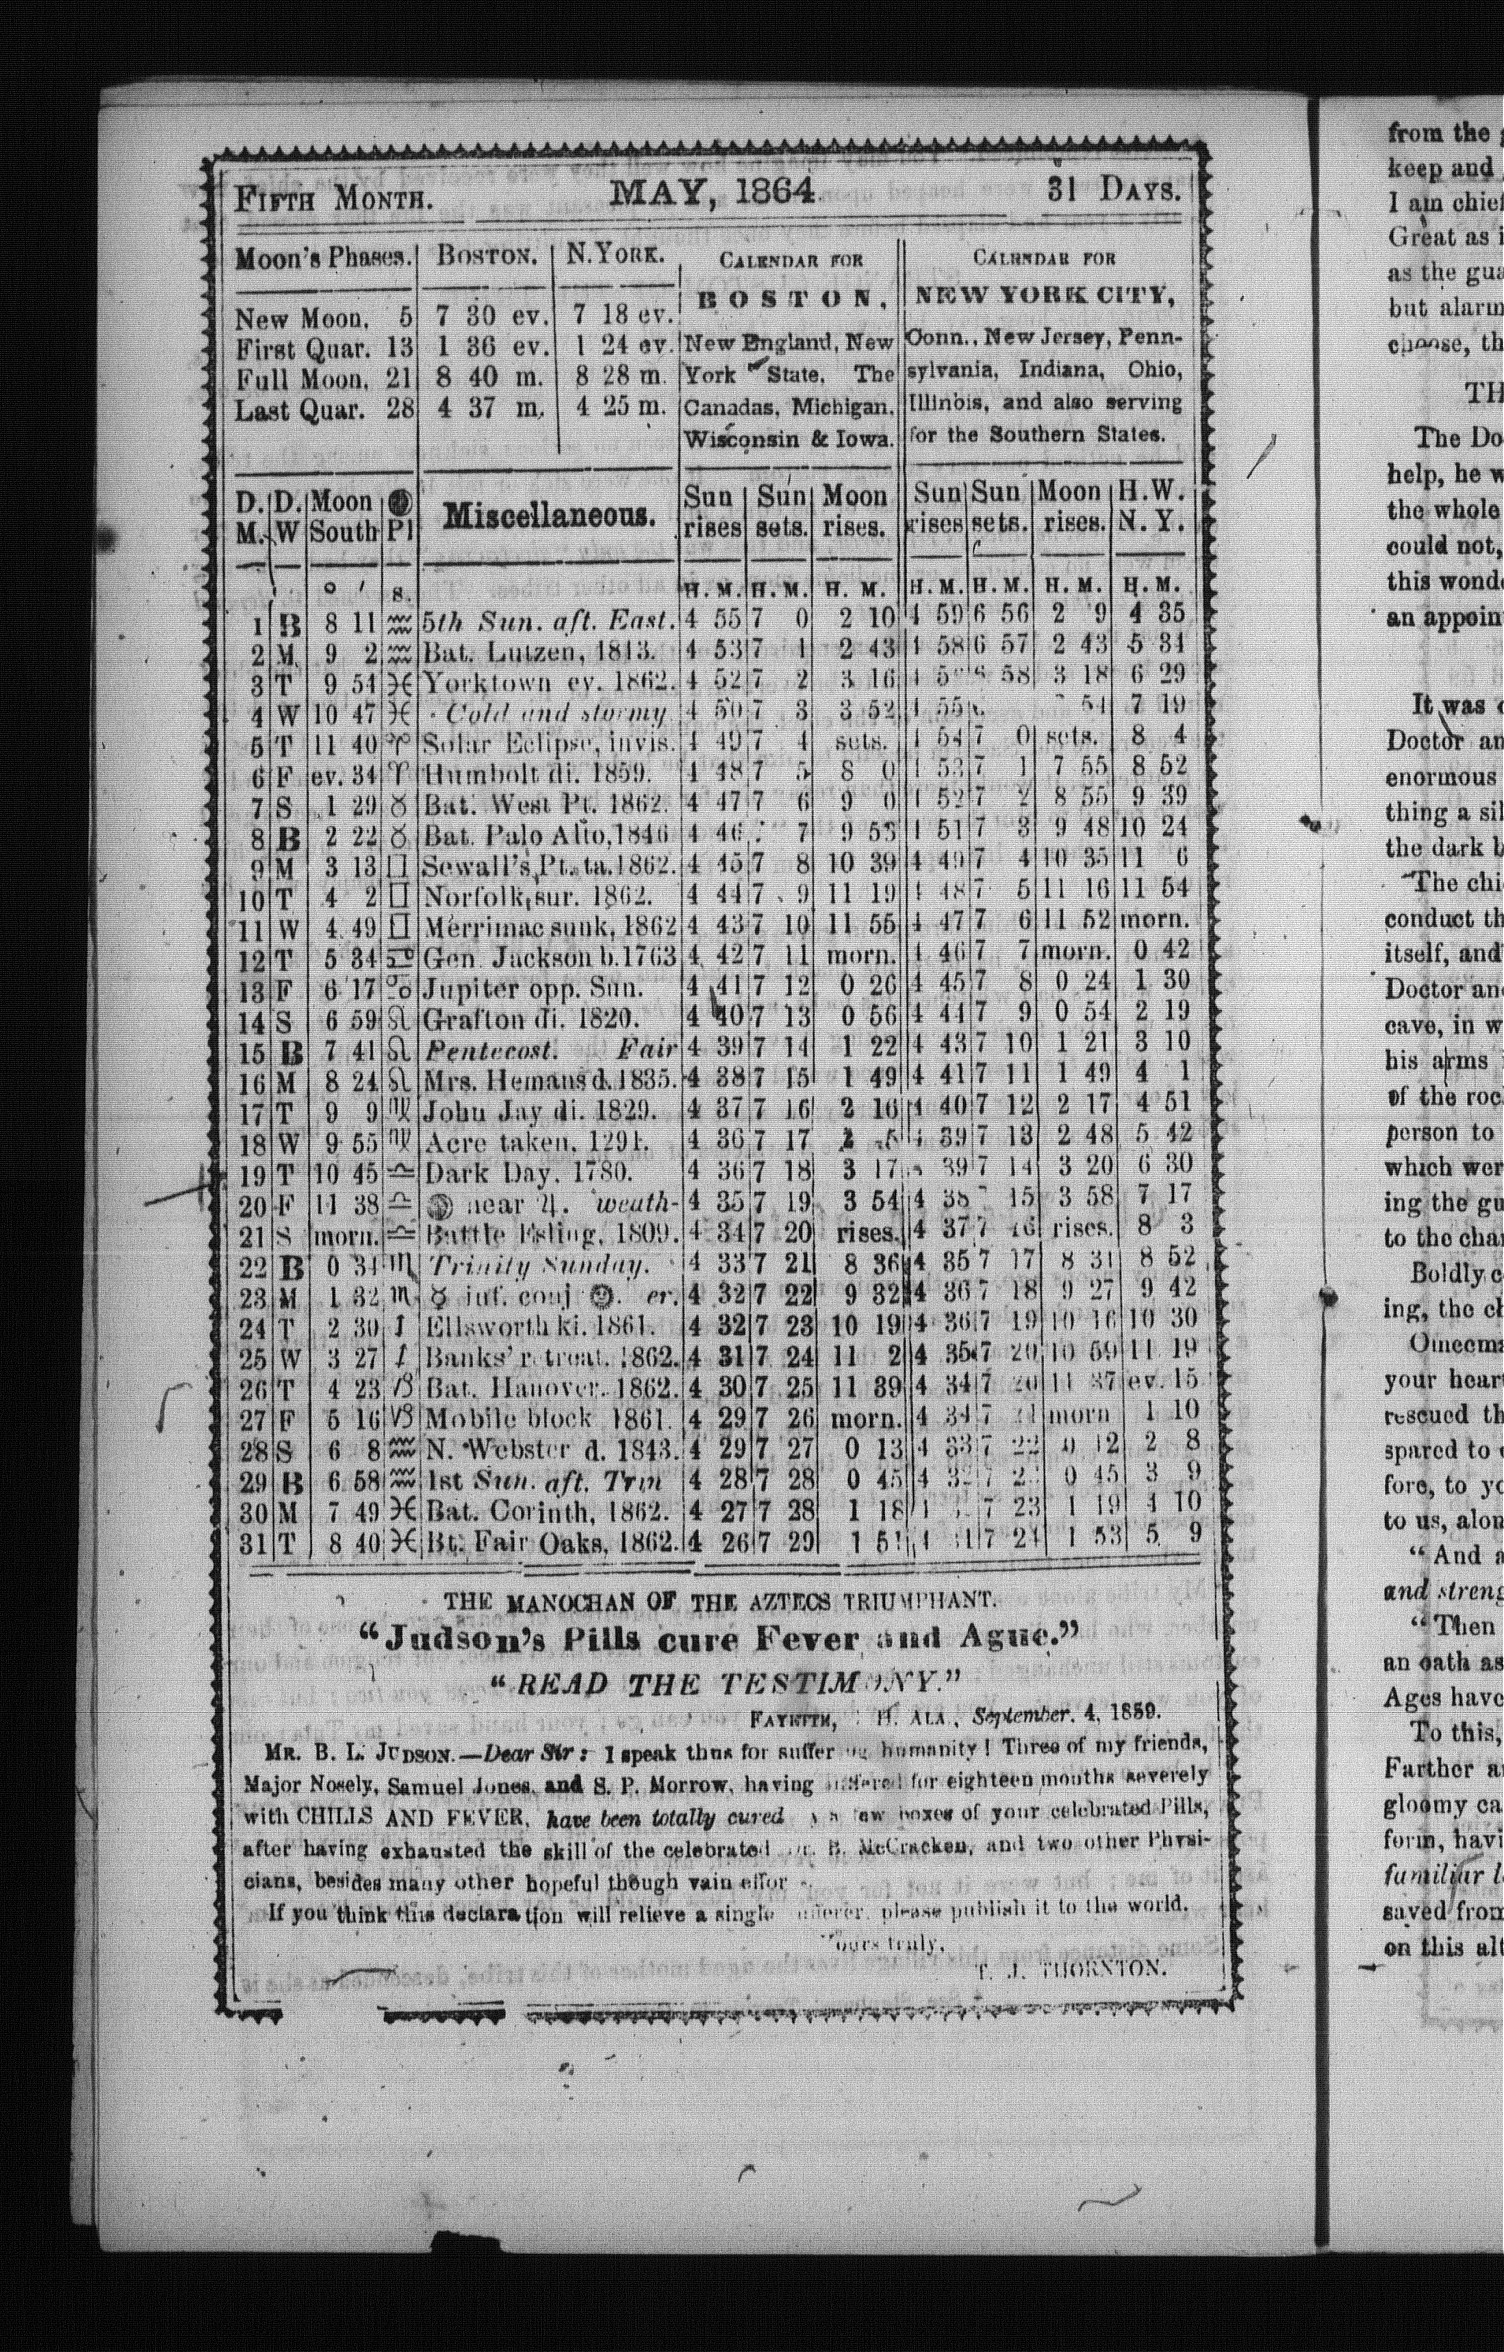 FIFTH MONTH. MAY, 1864 31 DAYS.
Moon's Phases. BOSTON. N.YORK.
New Moon, 5 7 30 ev. 7 18 ev.
First Quar. 13 1 36 ev. 1 24 ev.
Full Moon, 21 8 40 m. 8 28 m.
Last Quar. 28 4 37 m. 4 25 m.
CALENDAR FOR
BOSTON,
New England, New
York State, The
Canadas, Michigan,
Wisconsin & Iowa.
CALENDAR FOR
NEW YORK CITY,
Conn., New Jersey, Penn-
sylvania, Indiana, Ohio,
Illinois, and also serving
for the Southern States.
D. D. Moon Miscellaneous. Sun Sun Moon Sun Sun Moon H.W.
M. W South Pl rises sets. rises. rises sets. rises. N. Y.
° ′ s. H. M. H. M. H. M. H. M. H. M. H. M. H. M.
1 B 8 11 ♒ 5th Sun. aft. East. 4 55 7 0 2 10 4 59 6 56 2 9 4 35
2 M 9 2 ♒ Bat. Lutzen, 1813. 4 53 7 1 2 43 4 58 6 57 2 43 5 34
3 T 9 54 ♓ Yorktown ev. 1862. 4 52 7 2 3 16 58 3 18 6 29
4 W 10 47 ♓ Cold and stormy 4 50 7 3 3 52 4 55 54 7 19
5 T 11 40 ♈ Solar Eclipse, invis. 4 49 7 4 sets. 4 54 7 0 sets. 8 4
6 F ev. 34 ♈ Humbolt di. 1859. 4 48 7 5 8 0 4 53 7 1 7 55 8 52
7 S 1 29 ♉ Bat. West Pt. 1862. 4 47 7 6 9 0 4 52 7 2 8 55 9 39
8 B 2 22 ♉ Bat. Palo Alto, 1846 4 46 7 9 53 4 51 7 3 9 48 10 24
9 M 3 13 ♊ Sewall's Pt. ta. 1862. 4 45 7 8 10 39 4 49 7 4 10 35 11 6
10 T 4 2 ♊ Norfolk sur. 1862. 4 44 7 9 11 19 4 48 7 5 11 16 11 54
11 W 4 49 ♊ Merrimac sunk, 1862 4 43 7 10 11 55 4 47 7 6 11 52 morn.
12 T 5 34 ♋ Gen. Jackson b. 1763 4 42 7 11 morn. 4 46 7 7 morn. 0 42
13 F 6 17 ♋ Jupiter opp. Sun. 4 41 7 12 0 26 4 45 7 8 0 24 1 30
14 S 6 59 ♌ Grafton di. 1820. 4 40 7 13 0 56 4 44 7 9 0 54 2 19
15 B 7 41 ♌ Pentecost. Fair 4 39 7 14 1 22 4 43 7 10 1 21 3 10
16 M 8 24 ♌ Mrs. Hemans d. 1835. 4 38 7 15 1 49 4 41 7 11 1 49 4 1
17 T 9 9 ♍ John Jay di. 1829. 4 37 7 16 2 16 4 40 7 12 2 17 4 51
18 W 9 55 ♍ Acre taken, 1291. 4 36 7 17 2 4 39 7 13 2 48 5 42
19 T 10 45 ♎ Dark Day, 1780. 4 36 7 18 3 17 39 7 14 3 20 6 30
20 F 11 38 ♎ near ♃. weath- 4 35 7 19 3 54 4 38 15 3 58 7 17
21 S morn. ♎ Battle Esling, 1809. 4 34 7 20 rises. 4 37 7 16 rises. 8 3
22 B 0 34 ♏ Trinity Sunday. 4 33 7 21 8 36 4 35 7 17 8 31 8 52
23 M 1 32 ♏ ☿ inf. conj ☉. er. 4 32 7 22 9 32 4 36 7 18 9 27 9 42
24 T 2 30 ♐ Ellsworth ki. 1861. 4 32 7 23 10 19 4 36 7 19 10 16 10 30
25 W 3 27 ♐ Banks' retreat, 1862. 4 31 7 24 11 2 4 35 7 20 10 59 11 19
26 T 4 23 ♑ Bat. Hanover, 1862. 4 30 7 25 11 39 4 34 7 20 11 37 ev. 15
27 F 5 16 ♑ Mobile block. 1861. 4 29 7 26 morn. 4 34 7 21 morn 1 10
28 S 6 8 ♒ N. Webster d. 1843. 4 29 7 27 0 13 4 33 7 22 0 12 2 8
29 B 6 58 ♒ 1st Sun. aft. Trin 4 28 7 28 0 45 4 7 0 45 3 9
30 M 7 49 ♓ Bat. Corinth, 1862. 4 27 7 28 1 18 4 7 23 1 19 4 10
31 T 8 40 ♓ Bt. Fair Oaks, 1862. 4 26 7 29 1 51 4 31 7 24 1 53 5 9
THE MANOCHAN OF THE AZTECS TRIUMPHANT.
"Judson's Pills cure Fever and Ague."
"READ THE TESTIMONY."
FAYETTE, ALA., September. 4, 1859.
MR. B. L. JUDSON.—Dear Sir: I speak thus for suffering humanity! Three of my friends,
Major Nosely, Samuel Jones, and S. P. Morrow, having suffered for eighteen months severely
with CHILLS AND FEVER, have been totally cured few boxes of your celebrated Pills,
after having exhausted the skill of the celebrated B. McCracken, and two other Physi-
cians, besides many other hopeful though vain
If you think this declaration will relieve a single sufferer, please publish it to the world.
Yours truly,
T. J. THORNTON.
from the
keep and
I am chief
Great as
as the
but
choose,
The
help, he
the whole
could not,
this
an
It was
Doctor
enormous
thing a
the dark
The
conduct
itself, and
Doctor
cave, in
his arms
of the
person to
which
ing the
to the
Boldly
ing, the
your
rescued
spared to
fore, to
to us,
"And
and
"Then
an oath as
Ages have
To this,
Farther
gloomy
form,
familiar
saved from
on this